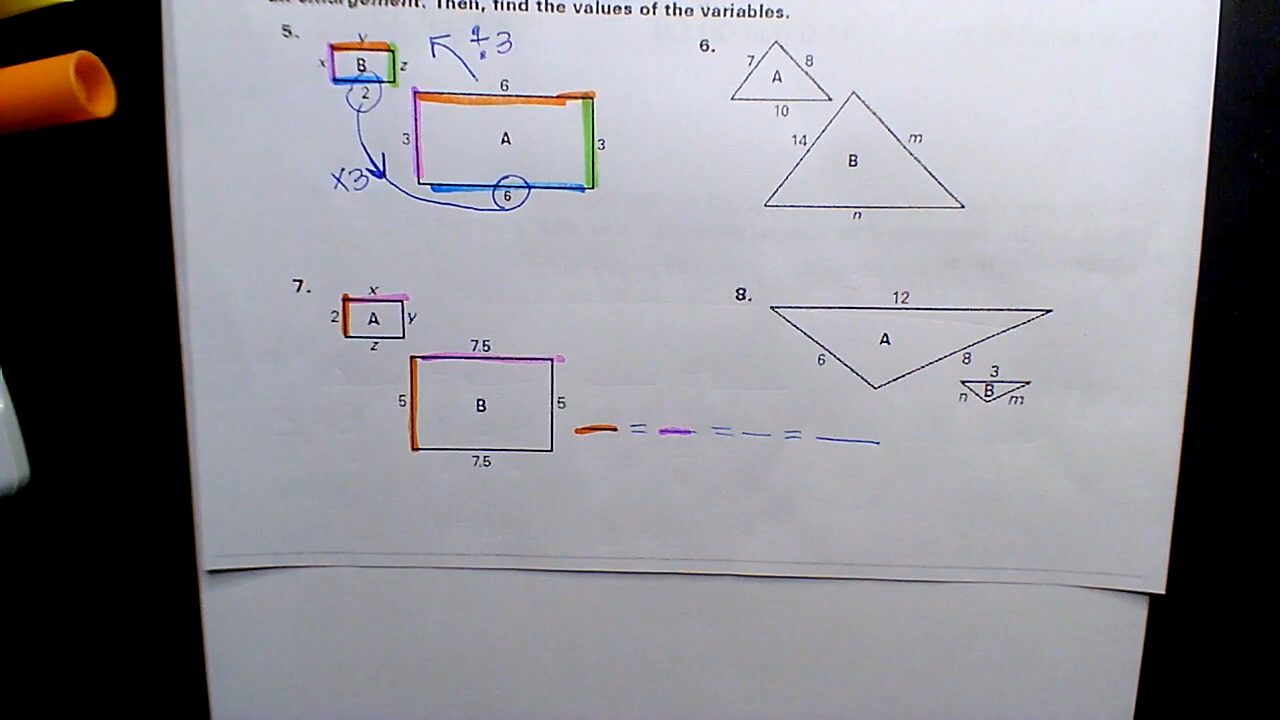 enlargement. Then, find the values of the variables.
5.
y
x B z
2
÷3
6
3 A 3
6
x3
6.
7 8
A
10
14 m
B
n
7.
x
2 A y
z
7.5
5 B 5
7.5
= = =
8.
12
A
6 8
3
n B m